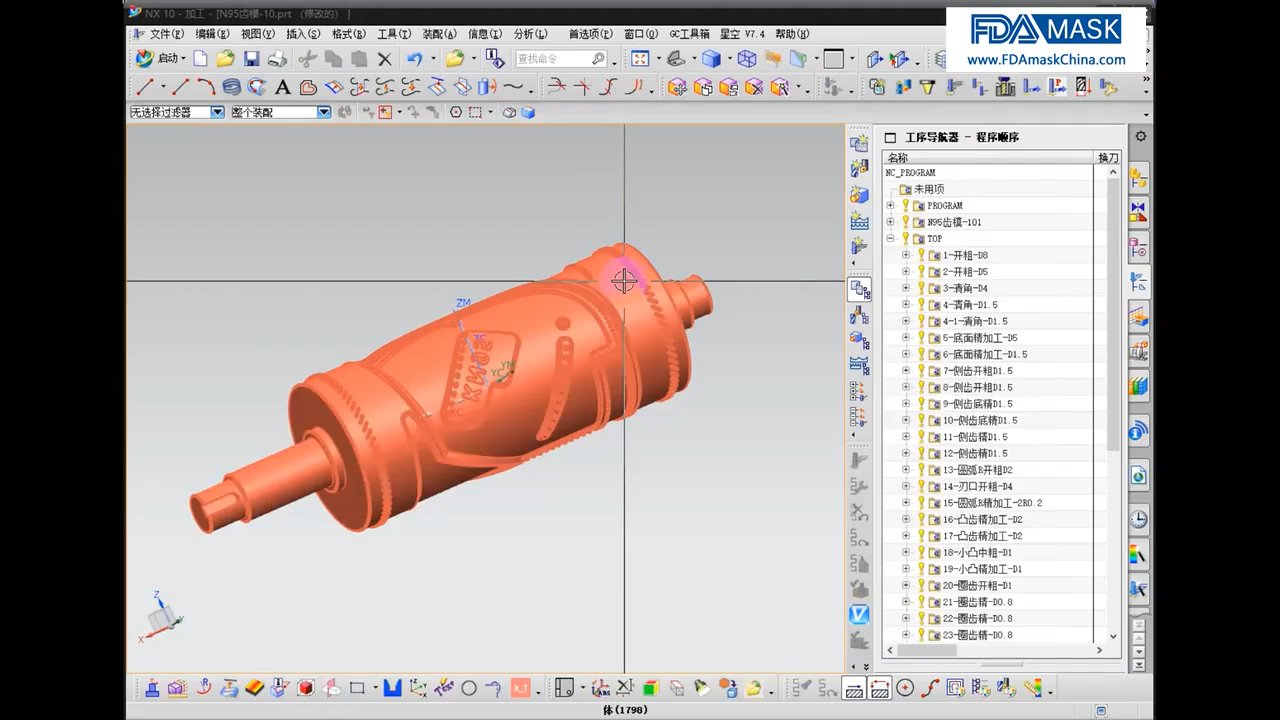 NX 10 - 加工 - [N95齿模-10.prt （修改的） ]
FDA MASK
www.FDAmaskChina.com
文件(F) 编辑(E) 视图(V) 插入(S) 格式(R) 工具(T) 装配(A) 信息(I) 分析(L) 首选项(P) 窗口(O) GC工具箱 星空 V7.4 帮助(H)
启动 查找命令
无选择过滤器 整个装配
工序导航器 - 程序顺序
名称 换刀
NC_PROGRAM
未用项
PROGRAM
N95齿模-101
TOP
1-开粗-D8
2-开粗-D5
3-清角-D4
4-清角-D1.5
4-1-清角-D1.5
5-底面精加工-D5
6-底面精加工-D1.5
7-侧齿开粗D1.5
8-侧齿开粗D1.5
9-侧齿底精D1.5
10-侧齿底精D1.5
11-侧齿精D1.5
12-侧齿精D1.5
13-圆弧R开粗D2
14-刃口开粗-D4
15-圆弧R精加工-2R0.2
16-凸齿精加工-D2
17-凸齿精加工-D2
18-小凸中粗-D1
19-小凸精加工-D1
20-圈齿开粗-D1
21-圈齿精-D0.8
22-圈齿精-D0.8
23-圈齿精-D0.8
ZM
ZC
YM
YC
Z
X
Y
体(1798)